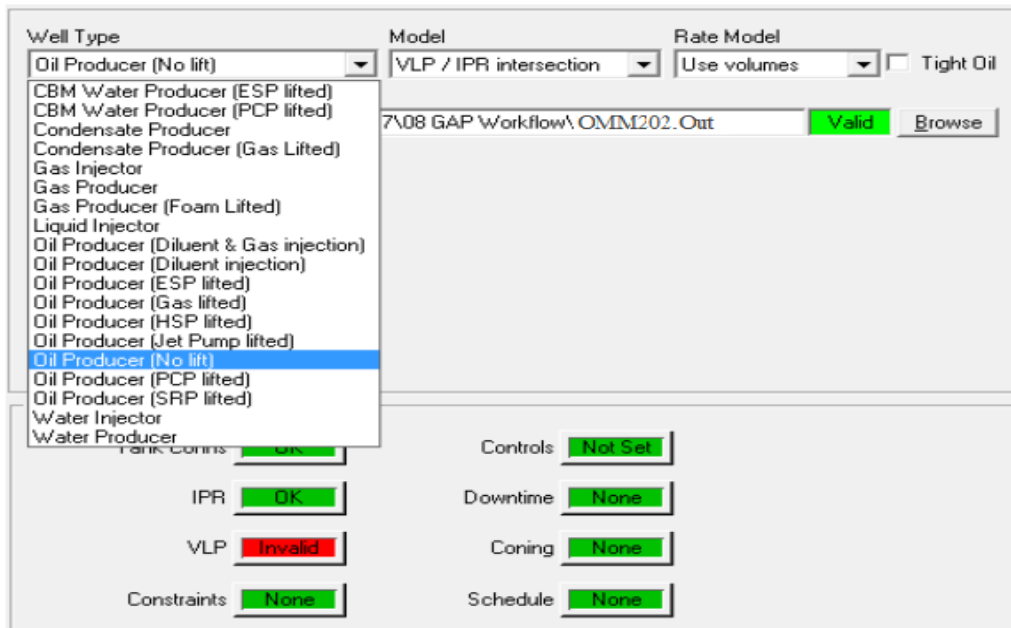 Well Type Model Rate Model
Oil Producer (No lift) VLP / IPR intersection Use volumes Tight Oil
CBM Water Producer (ESP lifted)
CBM Water Producer (PCP lifted)
7\08 GAP Workflow\ OMM202.Out Valid Browse
Condensate Producer
Condensate Producer (Gas Lifted)
Gas Injector
Gas Producer
Gas Producer (Foam Lifted)
Liquid Injector
Oil Producer (Diluent & Gas injection)
Oil Producer (Diluent injection)
Oil Producer (ESP lifted)
Oil Producer (Gas lifted)
Oil Producer (HSP lifted)
Oil Producer (Jet Pump lifted)
Oil Producer (No lift)
Oil Producer (PCP lifted)
Oil Producer (SRP lifted)
Water Injector
Water Producer
Tank Conns OK Controls Not Set
IPR OK Downtime None
VLP Invalid Coning None
Constraints None Schedule None